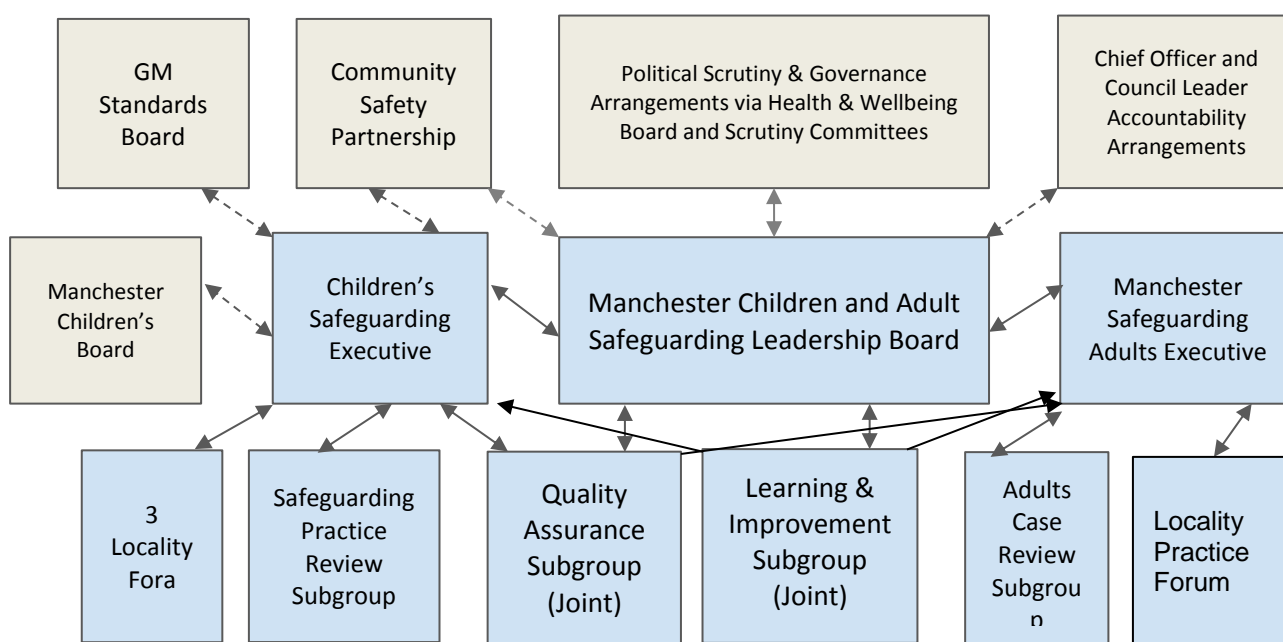 GM
Standards
Board
Community
Safety
Partnership
Political Scrutiny & Governance
Arrangements via Health & Wellbeing
Board and Scrutiny Committees
Chief Officer and
Council Leader
Accountability
Arrangements
Manchester
Children's
Board
Children's
Safeguarding
Executive
Manchester Children and Adult
Safeguarding Leadership Board
Manchester
Safeguarding
Adults Executive
3
Locality
Fora
Safeguarding
Practice
Review
Subgroup
Quality
Assurance
Subgroup
(Joint)
Learning &
Improvement
Subgroup
(Joint)
Adults
Case
Review
Subgrou
p
Locality
Practice
Forum